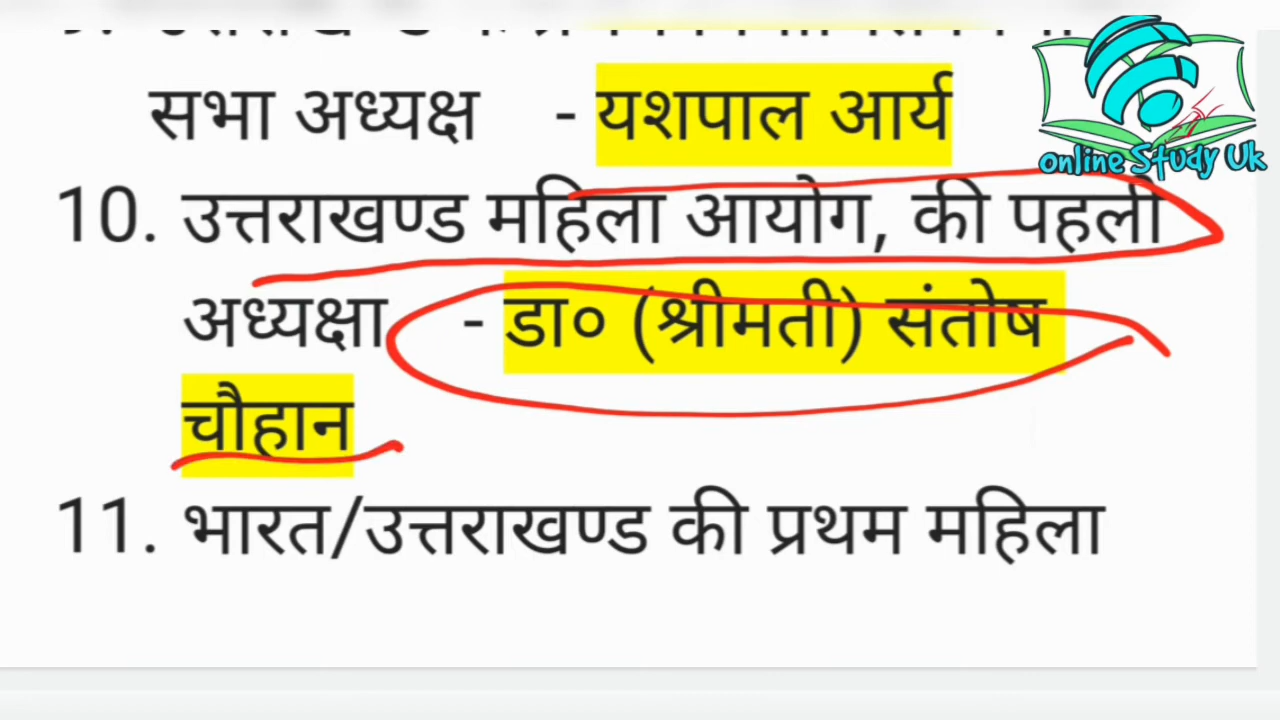 सभा अध्यक्ष - यशपाल आर्य
online Study Uk
10. उत्तराखण्ड महिला आयोग, की पहली
अध्यक्षा - डा० (श्रीमती) संतोष
चौहान
11. भारत/उत्तराखण्ड की प्रथम महिला